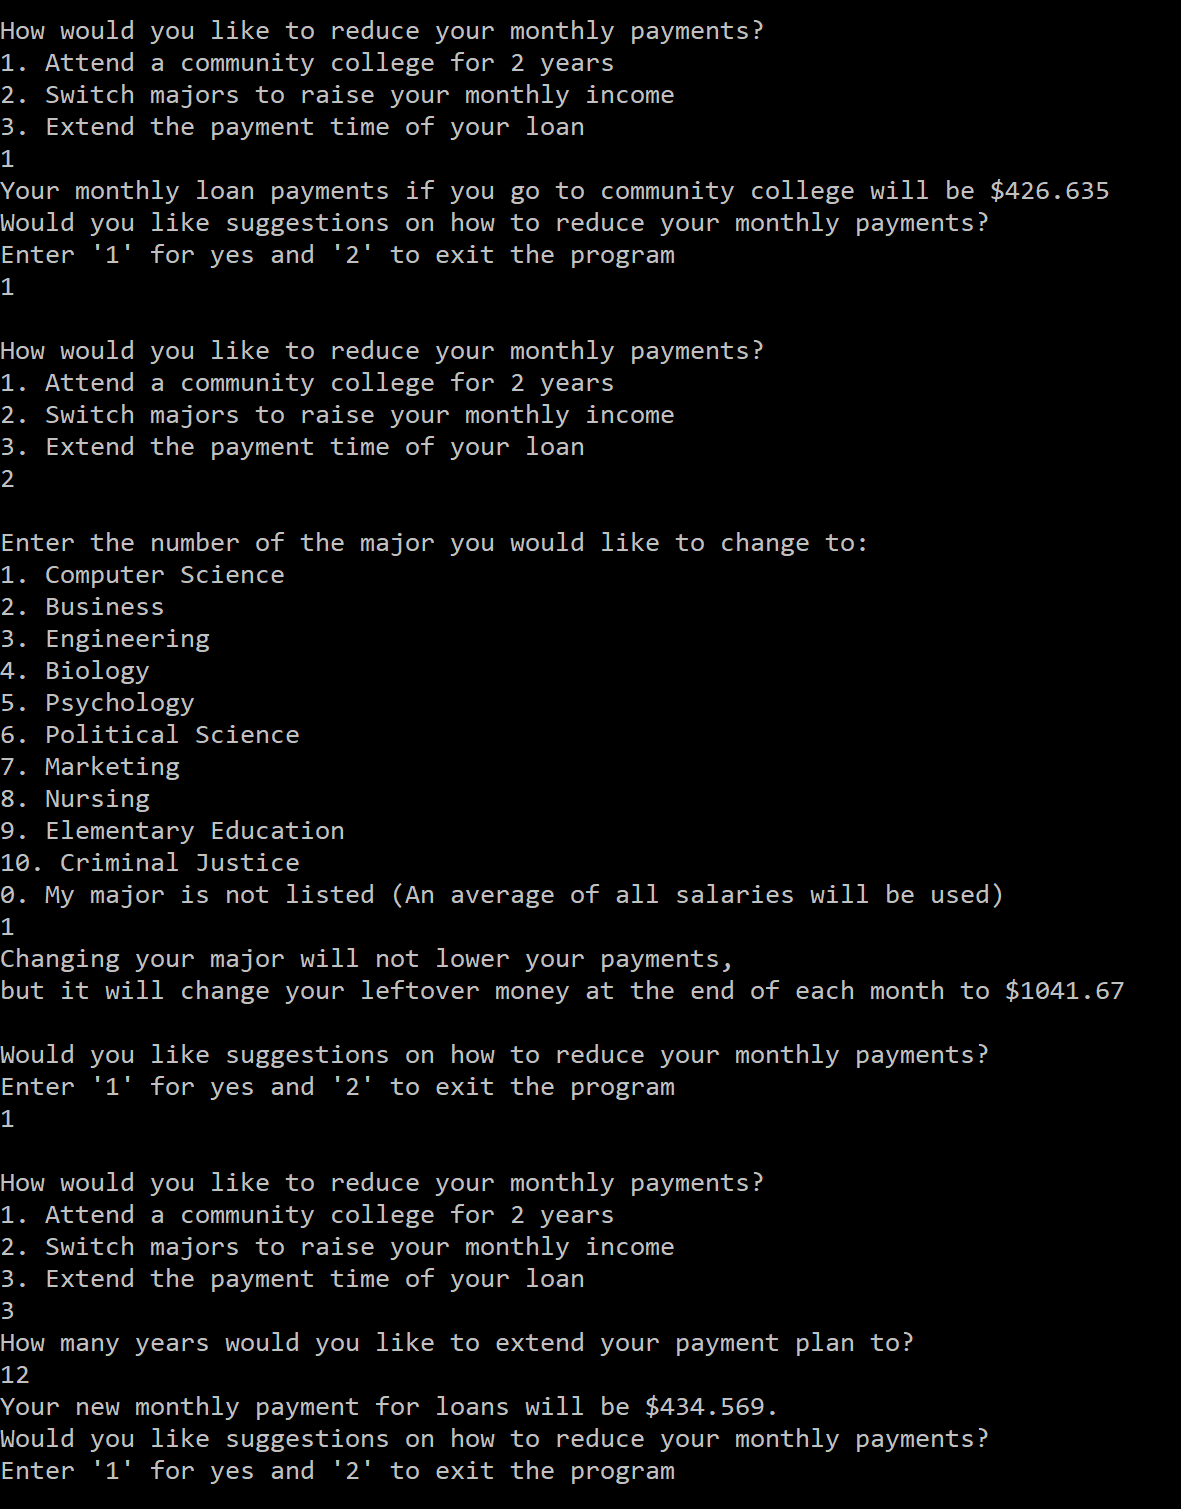 How would you like to reduce your monthly payments?
1. Attend a community college for 2 years
2. Switch majors to raise your monthly income
3. Extend the payment time of your loan
1
Your monthly loan payments if you go to community college will be $426.635
Would you like suggestions on how to reduce your monthly payments?
Enter '1' for yes and '2' to exit the program
1
How would you like to reduce your monthly payments?
1. Attend a community college for 2 years
2. Switch majors to raise your monthly income
3. Extend the payment time of your loan
2
Enter the number of the major you would like to change to:
1. Computer Science
2. Business
3. Engineering
4. Biology
5. Psychology
6. Political Science
7. Marketing
8. Nursing
9. Elementary Education
10. Criminal Justice
0. My major is not listed (An average of all salaries will be used)
1
Changing your major will not lower your payments,
but it will change your leftover money at the end of each month to $1041.67
Would you like suggestions on how to reduce your monthly payments?
Enter '1' for yes and '2' to exit the program
1
How would you like to reduce your monthly payments?
1. Attend a community college for 2 years
2. Switch majors to raise your monthly income
3. Extend the payment time of your loan
3
How many years would you like to extend your payment plan to?
12
Your new monthly payment for loans will be $434.569.
Would you like suggestions on how to reduce your monthly payments?
Enter '1' for yes and '2' to exit the program